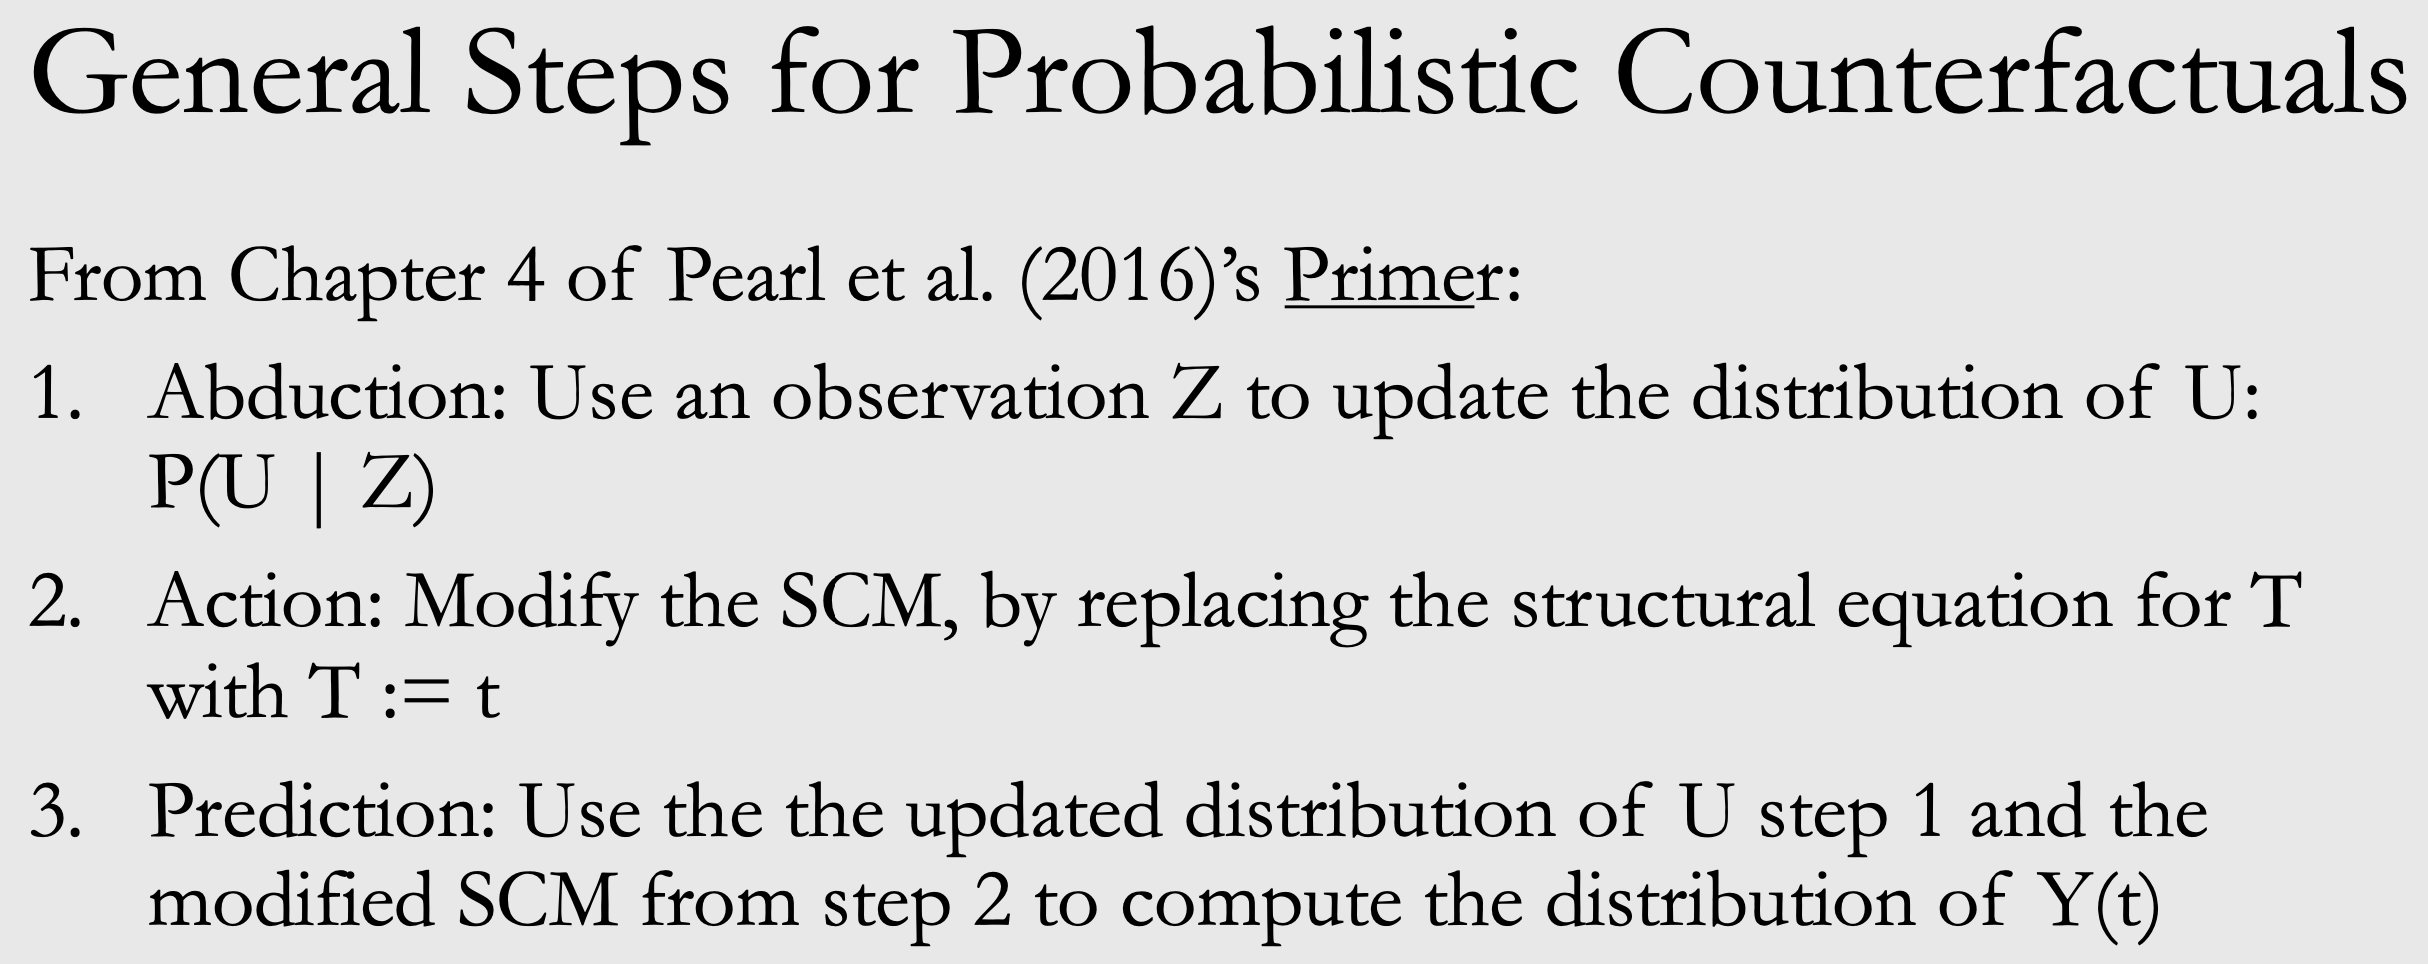 General Steps for Probabilistic Counterfactuals
From Chapter 4 of Pearl et al. (2016)’s Primer:
1. Abduction: Use an observation Z to update the distribution of U:
P(U | Z)
2. Action: Modify the SCM, by replacing the structural equation for T
with T := t
3. Prediction: Use the the updated distribution of U step 1 and the
modified SCM from step 2 to compute the distribution of Y(t)